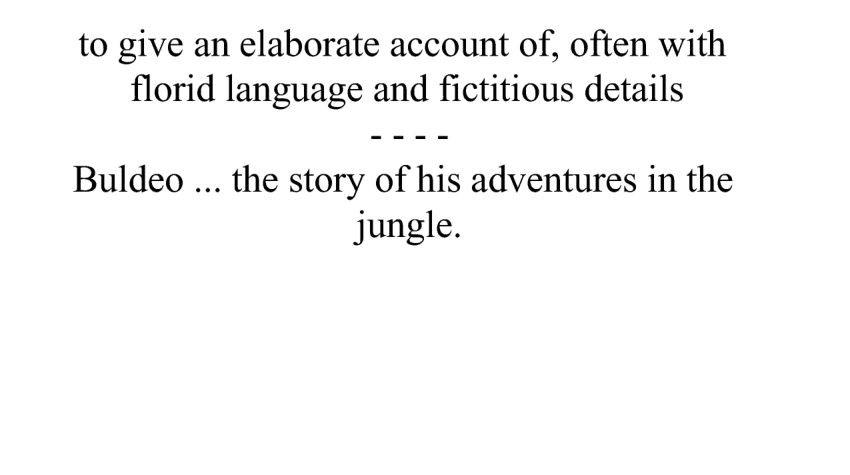 to give an elaborate account of, often with
florid language and fictitious details
- - - -
Buldeo ... the story of his adventures in the
jungle.